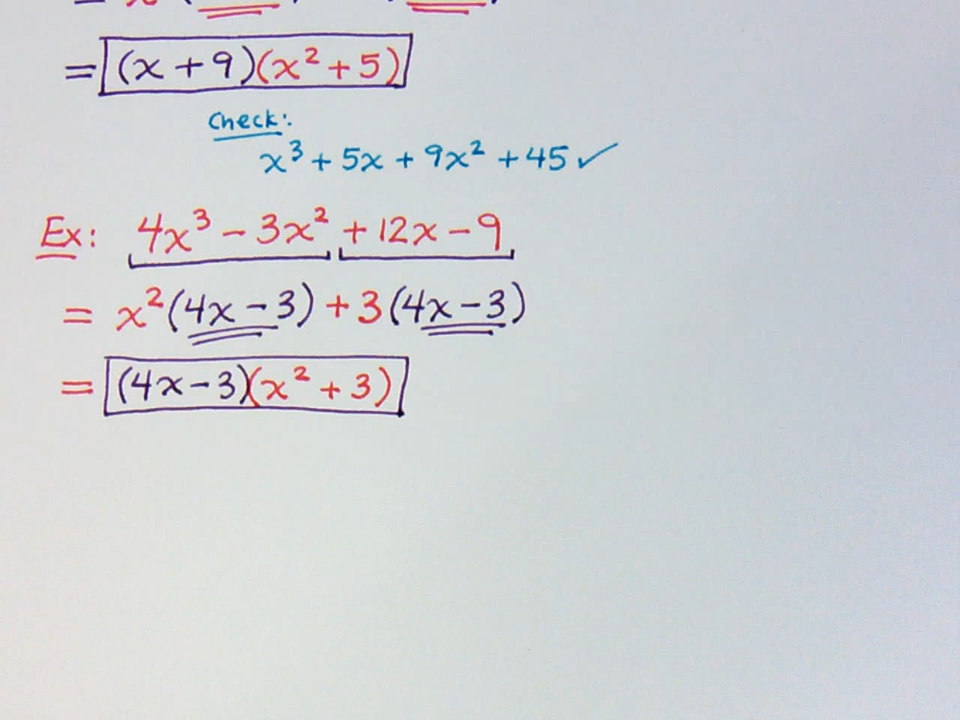 = (x + 9)(x² + 5)
Check:
x³ + 5x + 9x² + 45 ✓
Ex: 4x³ - 3x² + 12x - 9
= x²(4x - 3) + 3(4x - 3)
= (4x - 3)(x² + 3)